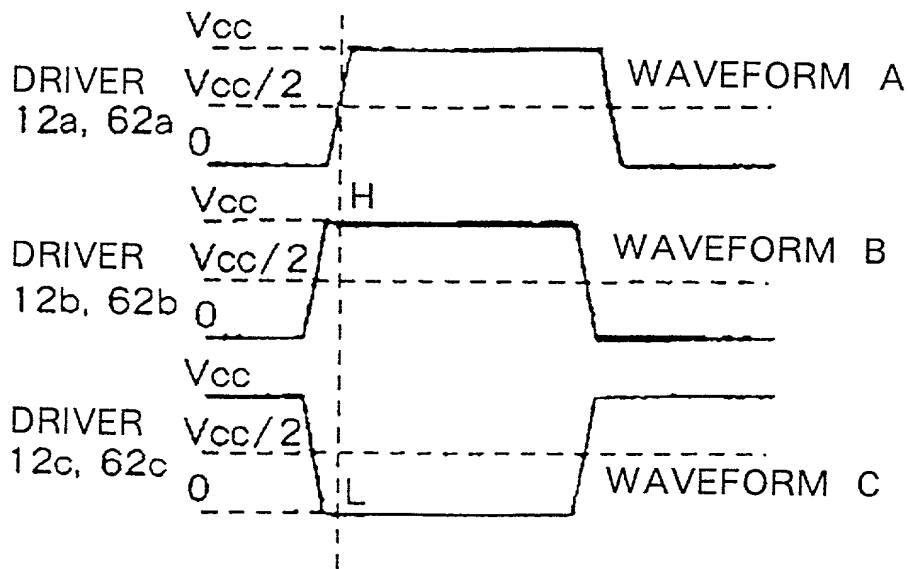 Vcc
DRIVER
12a, 62a
Vcc/2
0
WAVEFORM A
Vcc
H
DRIVER
12b, 62b
Vcc/2
0
WAVEFORM B
Vcc
DRIVER
12c, 62c
Vcc/2
0
L
WAVEFORM C